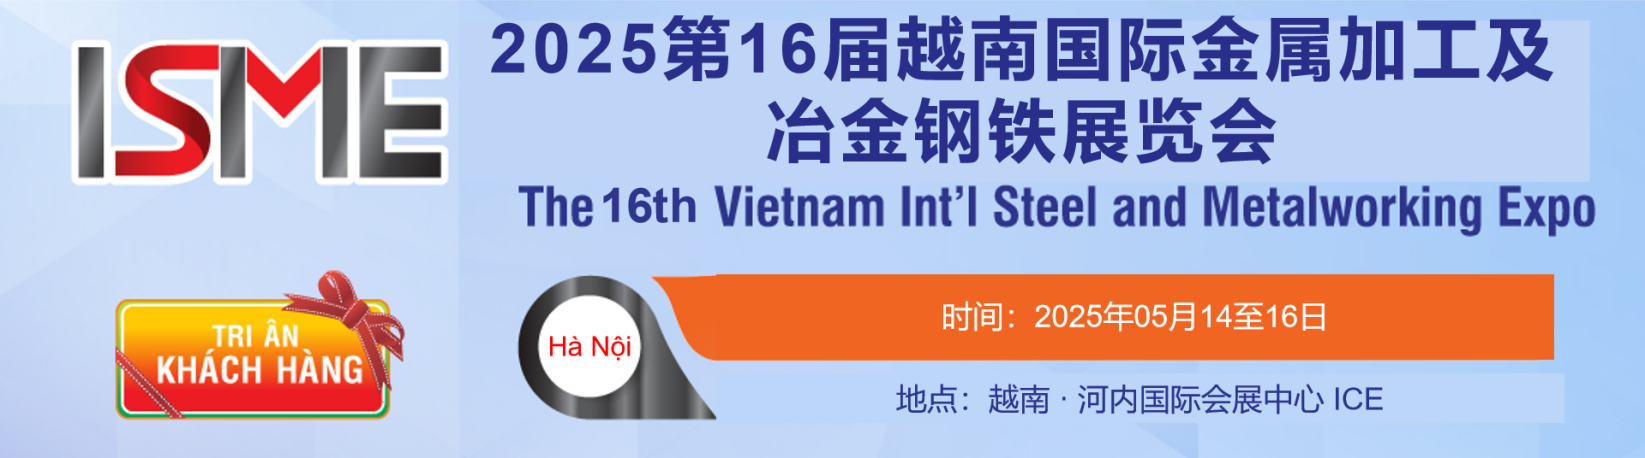 ISME
2025第16届越南国际金属加工及
冶金钢铁展览会
The 16th Vietnam Int'l Steel and Metalworking Expo
TRI ÂN
KHÁCH HÀNG
Hà Nội
时间：2025年05月14至16日
地点：越南 · 河内国际会展中心 ICE